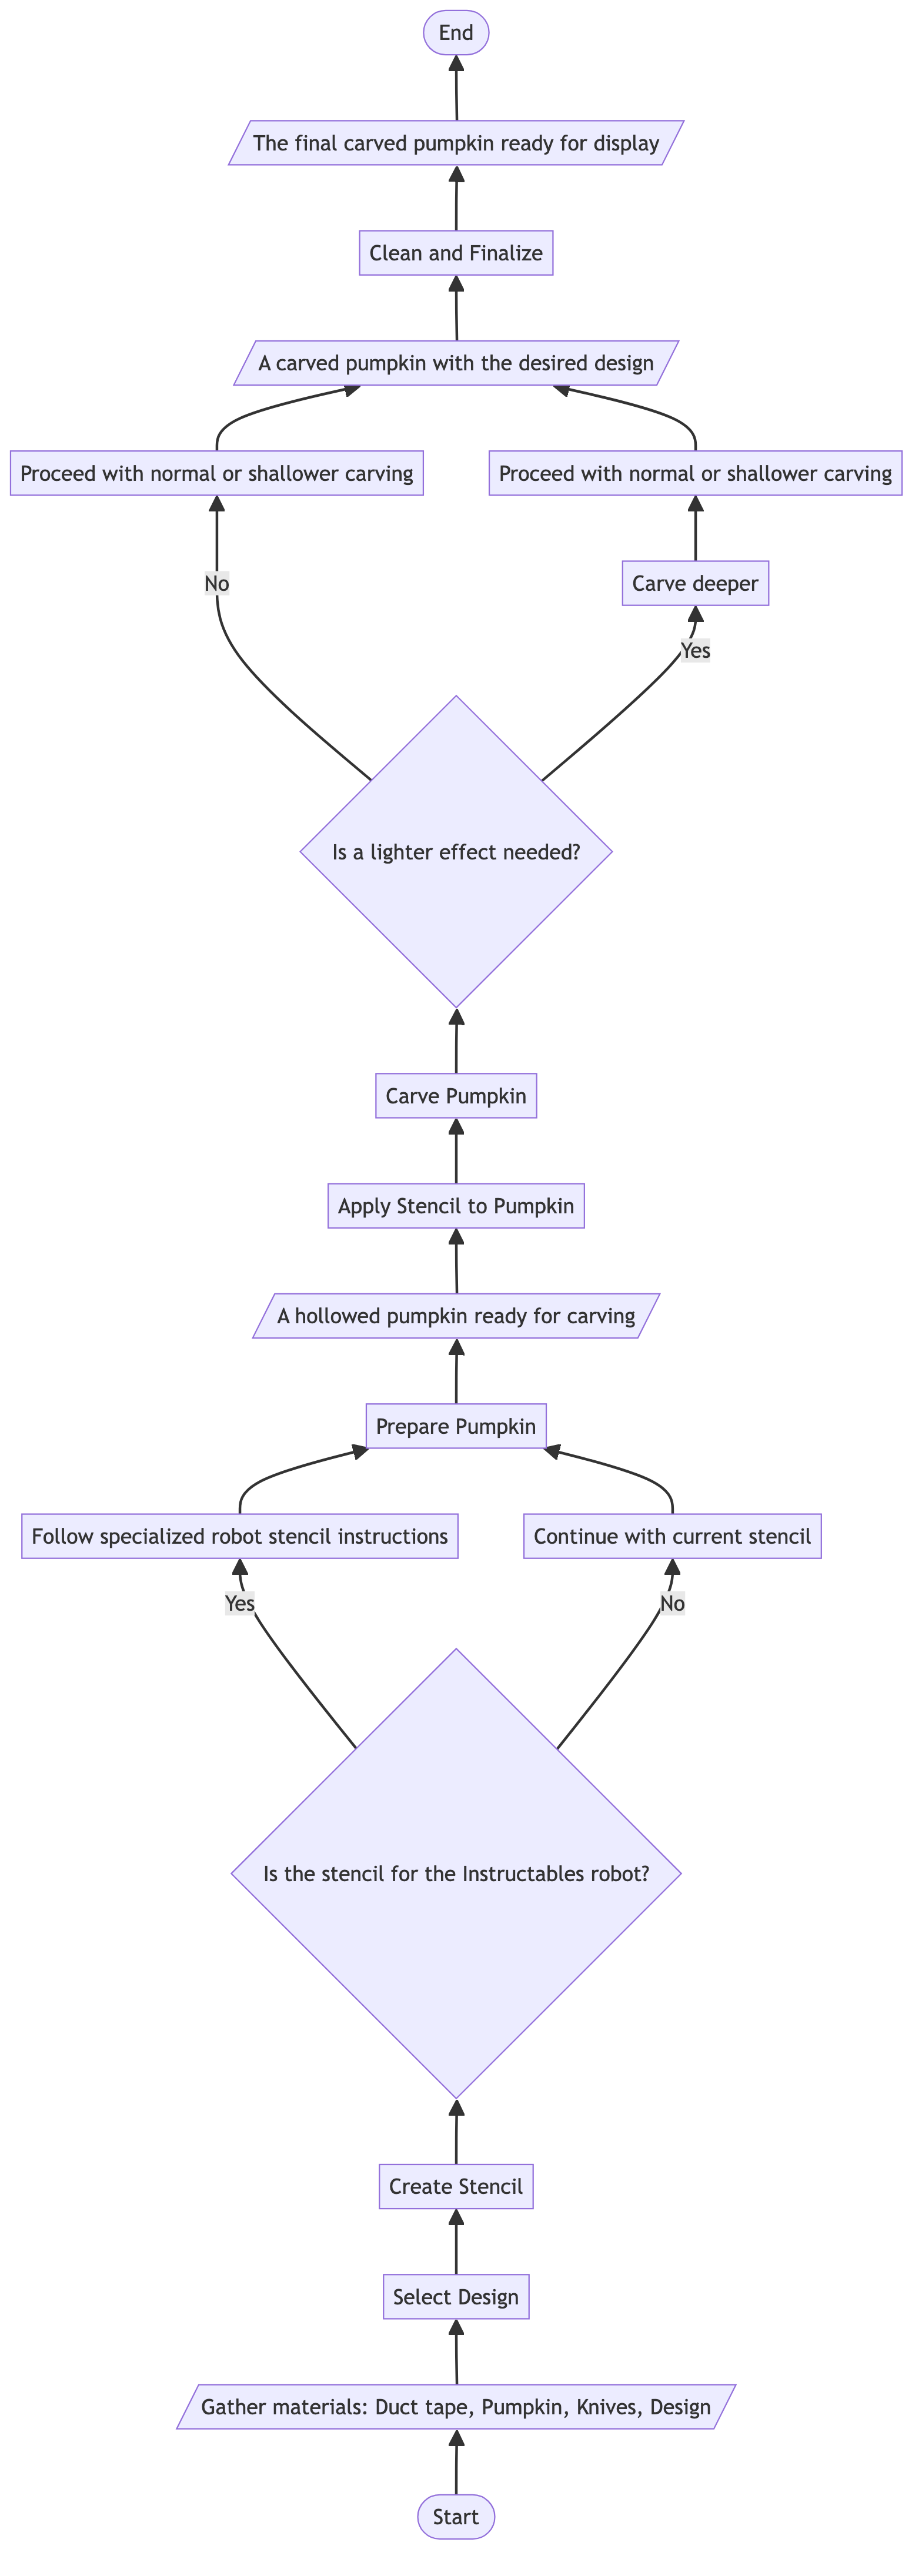 End
The final carved pumpkin ready for display
Clean and Finalize
A carved pumpkin with the desired design
Proceed with normal or shallower carving
Proceed with normal or shallower carving
No
Carve deeper
Yes
Is a lighter effect needed?
Carve Pumpkin
Apply Stencil to Pumpkin
A hollowed pumpkin ready for carving
Prepare Pumpkin
Follow specialized robot stencil instructions
Continue with current stencil
Yes
No
Is the stencil for the Instructables robot?
Create Stencil
Select Design
Gather materials: Duct tape, Pumpkin, Knives, Design
Start